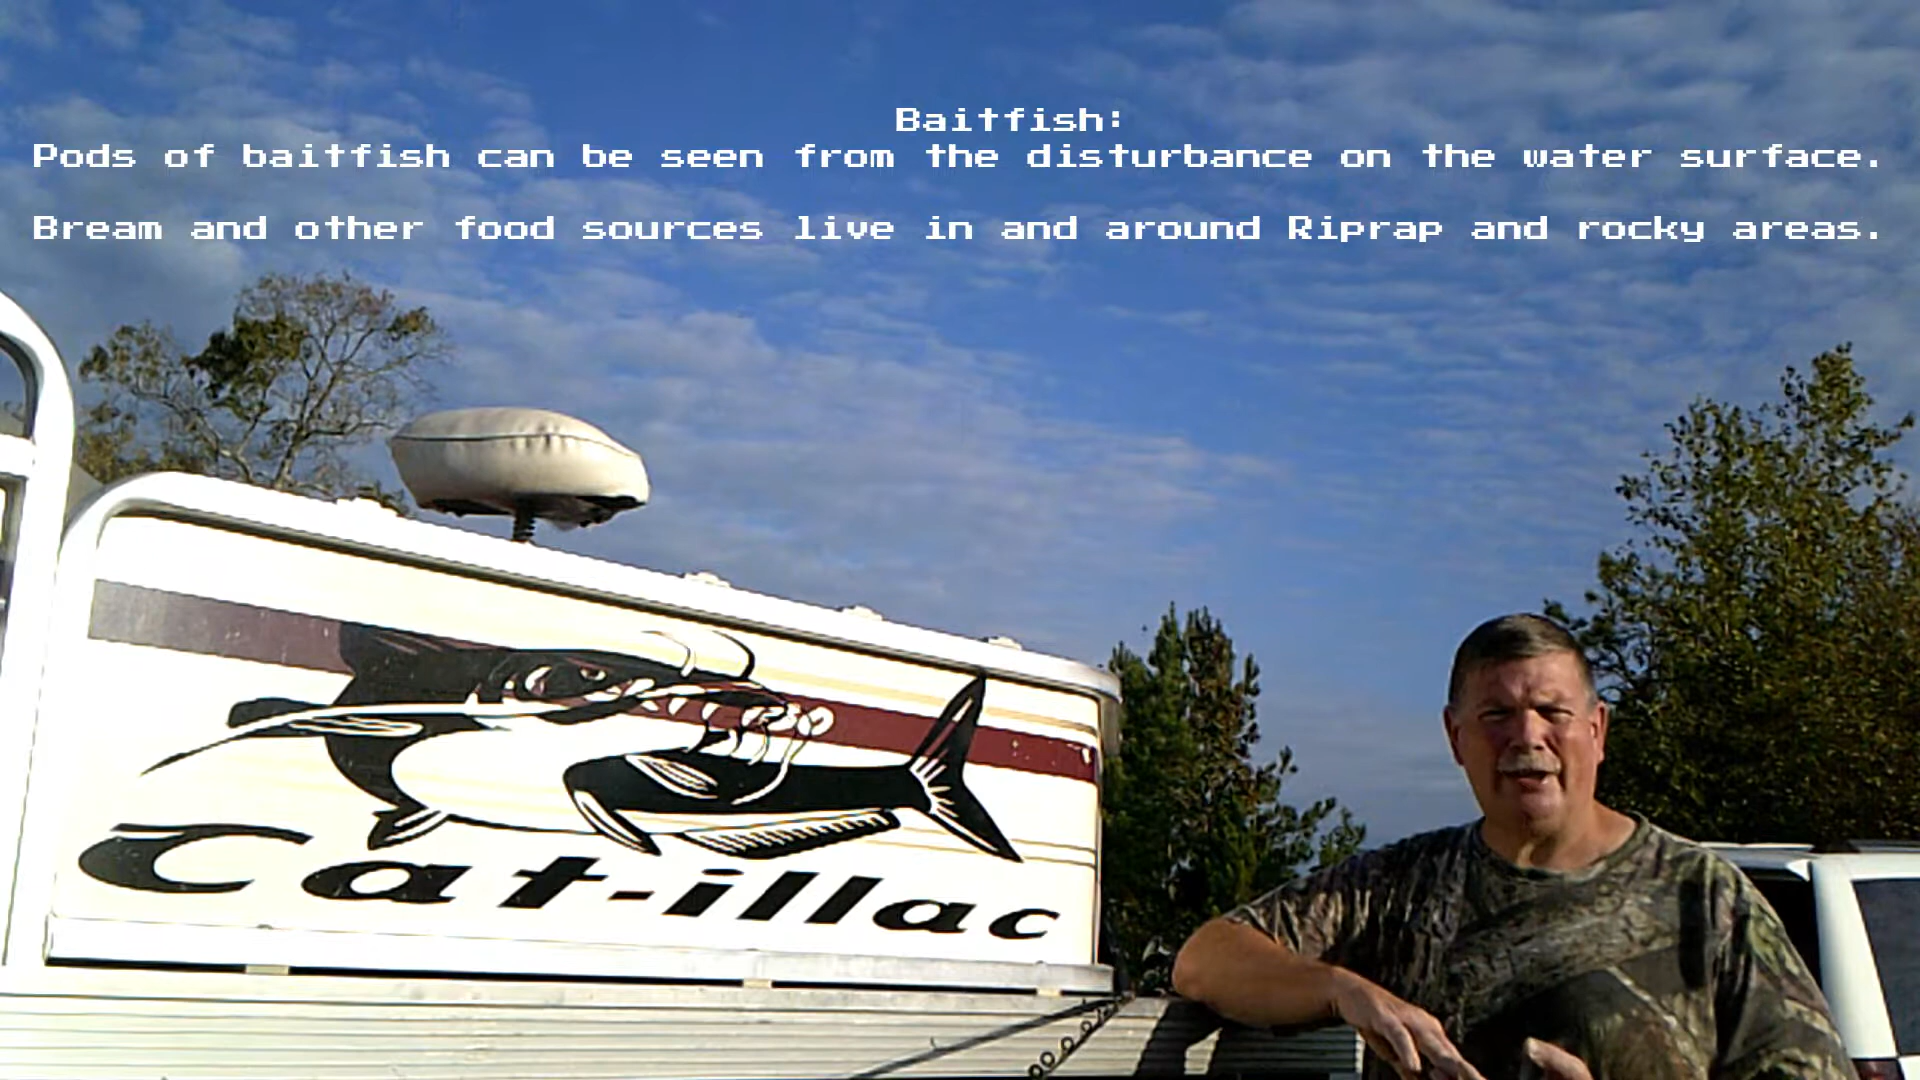 Baitfish:
Pods of baitfish can be seen from the disturbance on the water surface.
Bream and other food sources live in and around Riprap and rocky areas.
Cat-illac